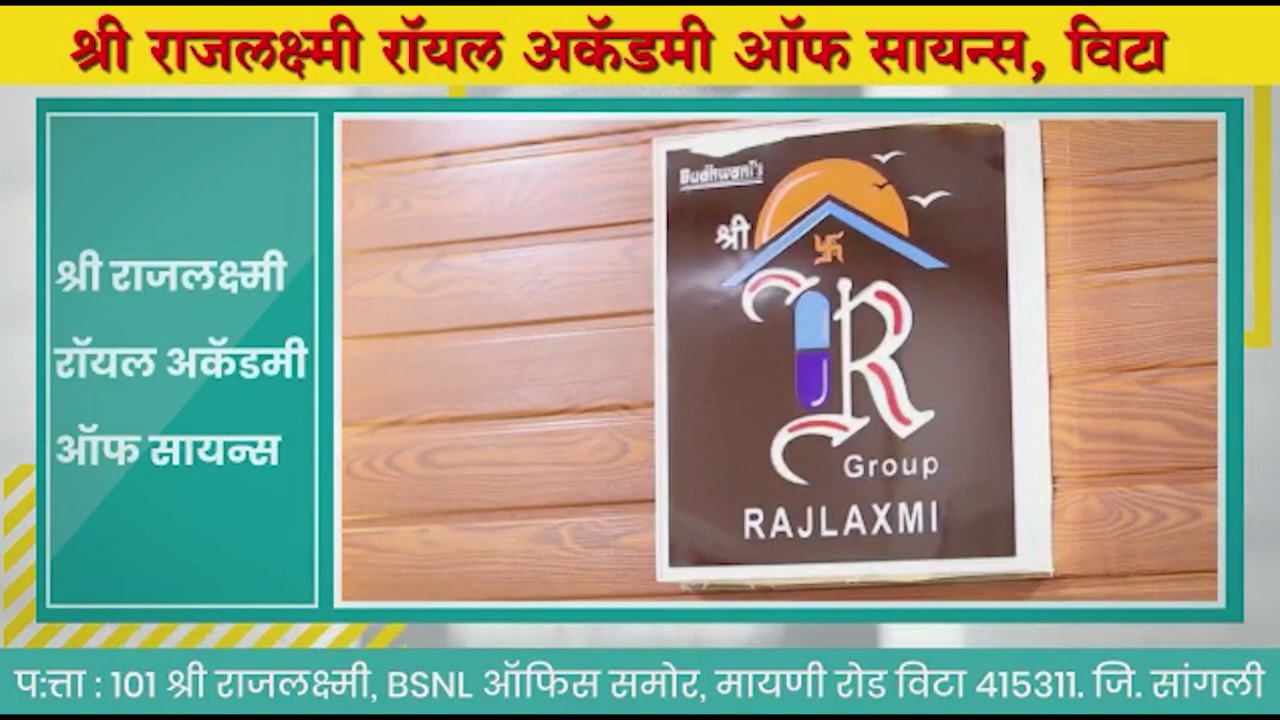 श्री राजलक्ष्मी रॉयल अकॅडमी ऑफ सायन्स, विटा
श्री राजलक्ष्मी
रॉयल अकॅडमी
ऑफ सायन्स
Budhwani's
श्री
R
Group
RAJLAXMI
प:त्ता : 101 श्री राजलक्ष्मी, BSNL ऑफिस समोर, मायणी रोड विटा 415311. जि. सांगली